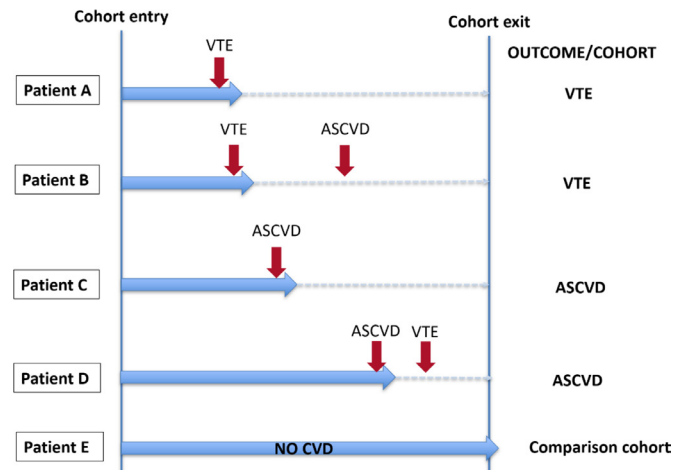 Cohort entry
Cohort exit
OUTCOME/COHORT
VTE
Patient A
VTE
VTE
ASCVD
Patient B
VTE
ASCVD
Patient C
ASCVD
ASCVD
VTE
Patient D
ASCVD
Patient E
NO CVD
Comparison cohort